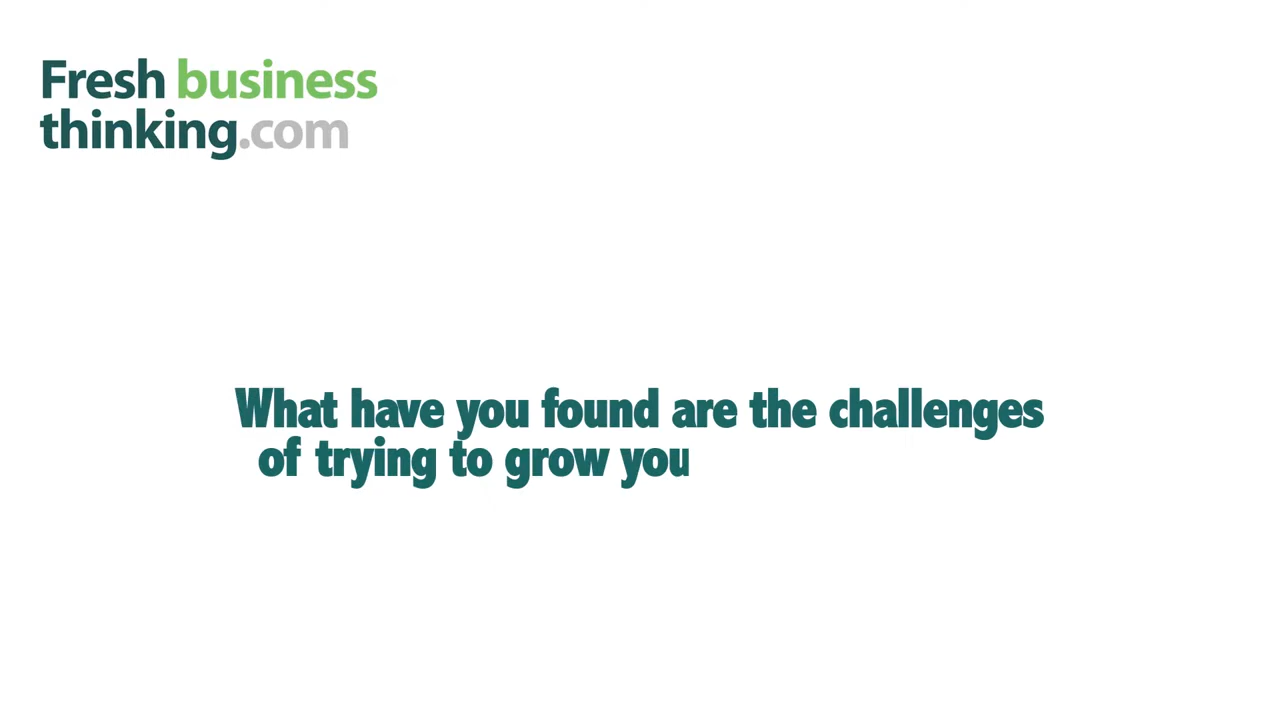 Fresh business
thinking.com
What have you found are the challenges
of trying to grow you